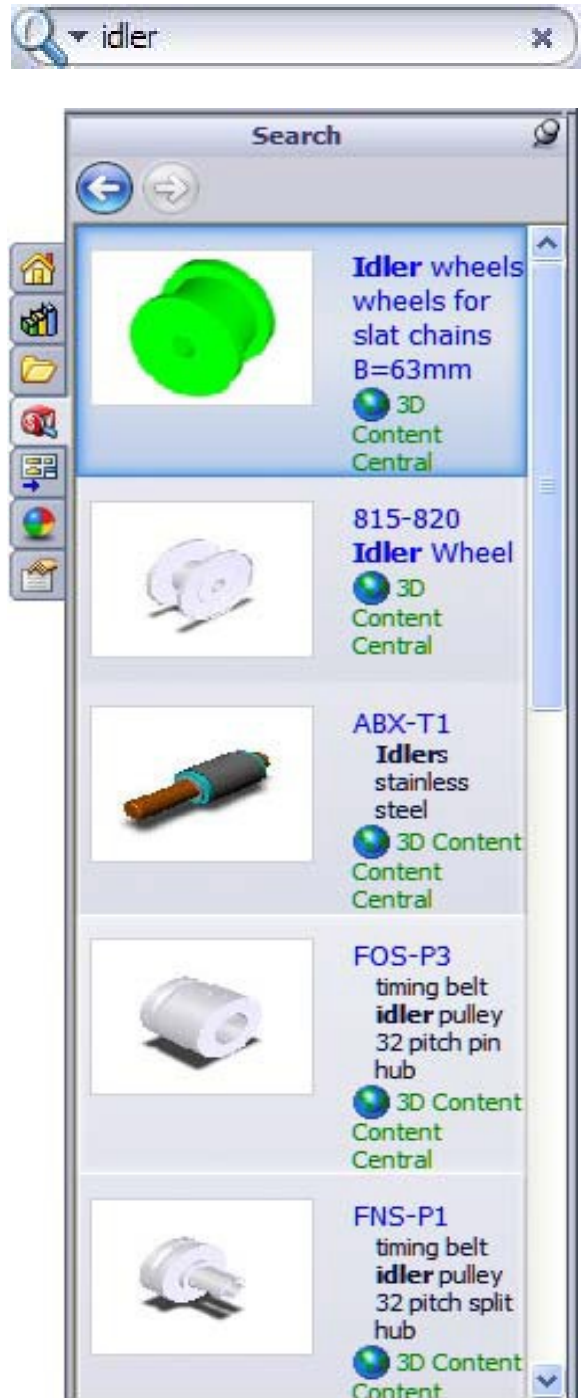 idler
Search
Idler wheels
wheels for
slat chains
B=63mm
3D
Content
Central
815-820
Idler Wheel
3D
Content
Central
ABX-T1
Idlers
stainless
steel
3D Content
Content
Central
FOS-P3
timing belt
idler pulley
32 pitch pin
hub
3D Content
Content
Central
FNS-P1
timing belt
idler pulley
32 pitch split
hub
3D Content
Content